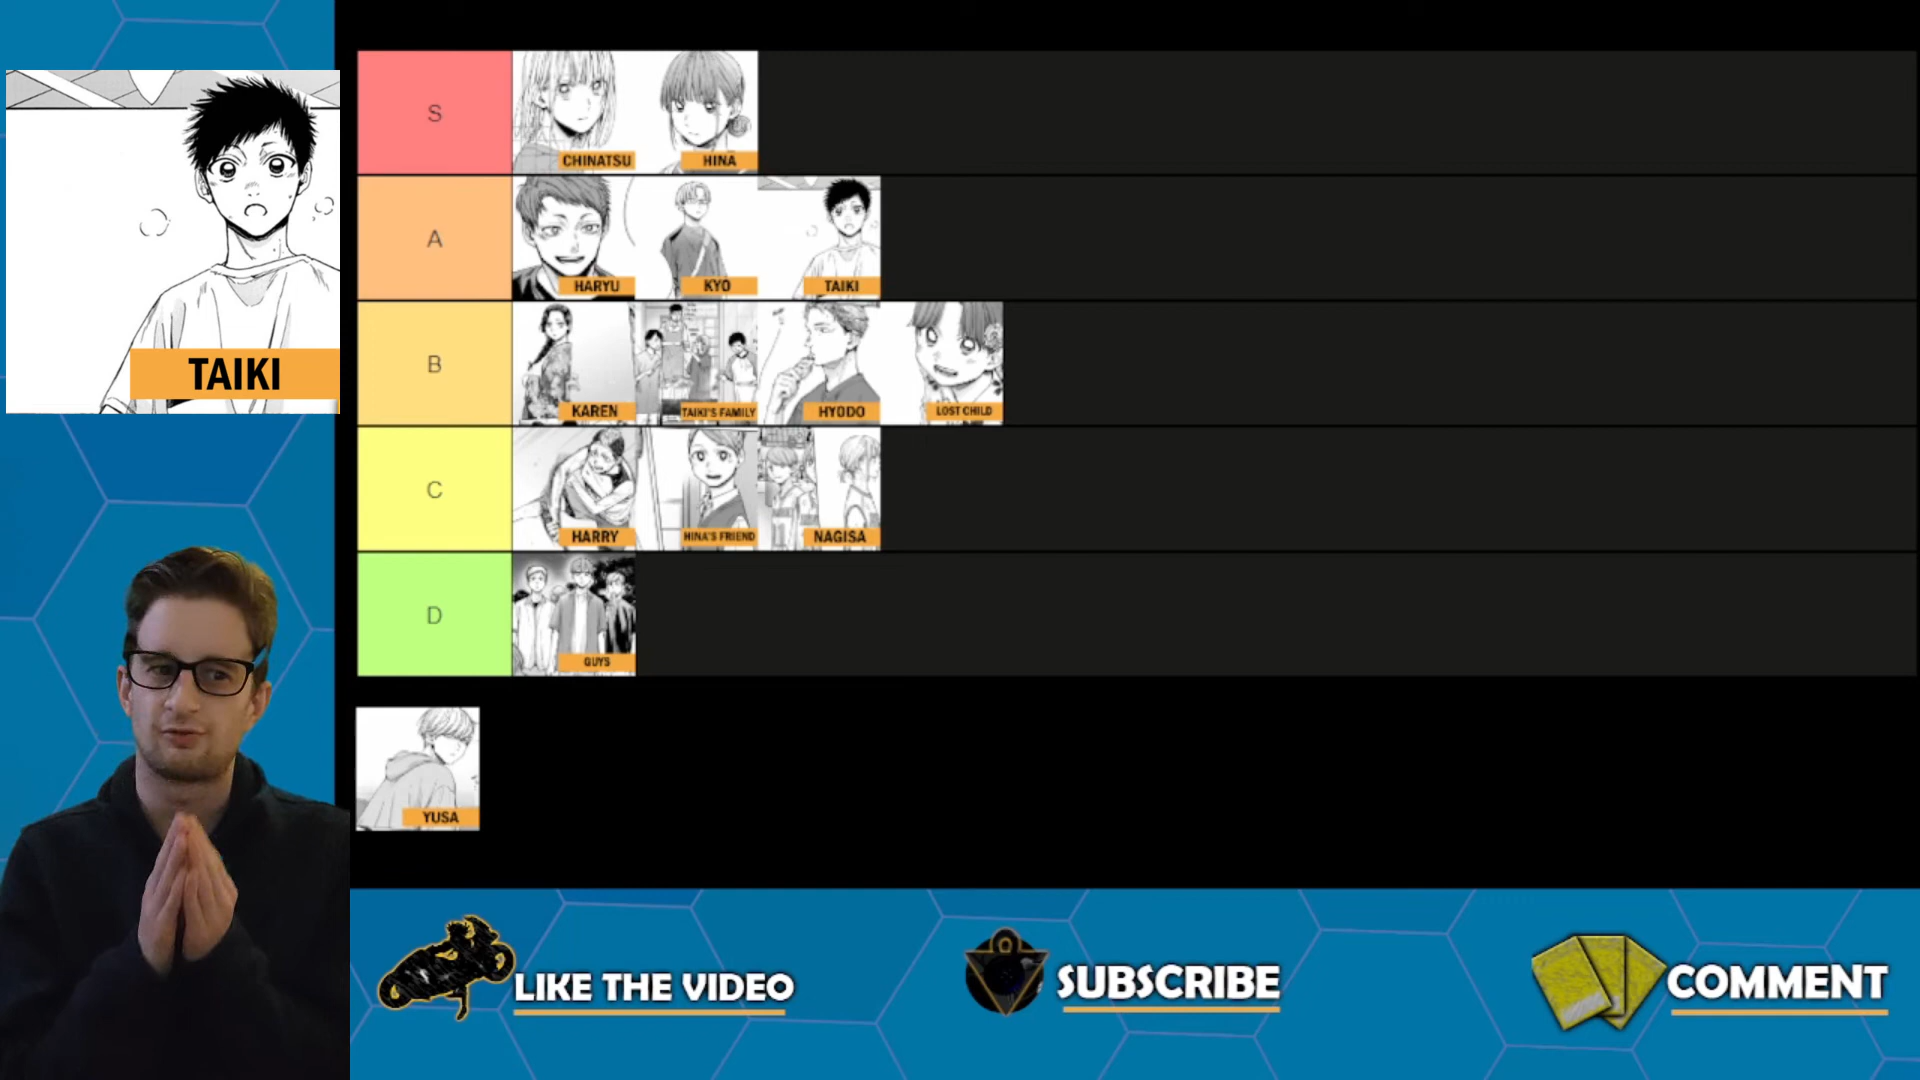 TAIKI
S
CHINATSU
HINA
A
HARYU
KYO
TAIKI
B
KAREN
TAIKI'S FAMILY
HYODO
LOST CHILD
C
HARRY
HINA'S FRIEND
NAGISA
D
GUYS
YUSA
LIKE THE VIDEO
SUBSCRIBE
COMMENT